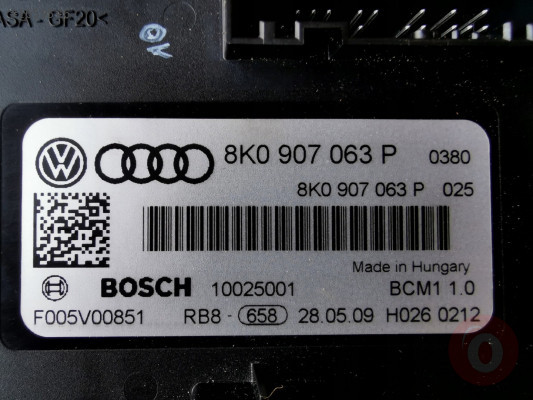 ASA - GF20<
8K0 907 063 P 0380
8K0 907 063 P 025
Made in Hungary
BOSCH 10025001 BCM1 1.0
F005V00851 RB8 - 658 28.05.09 H026 0212